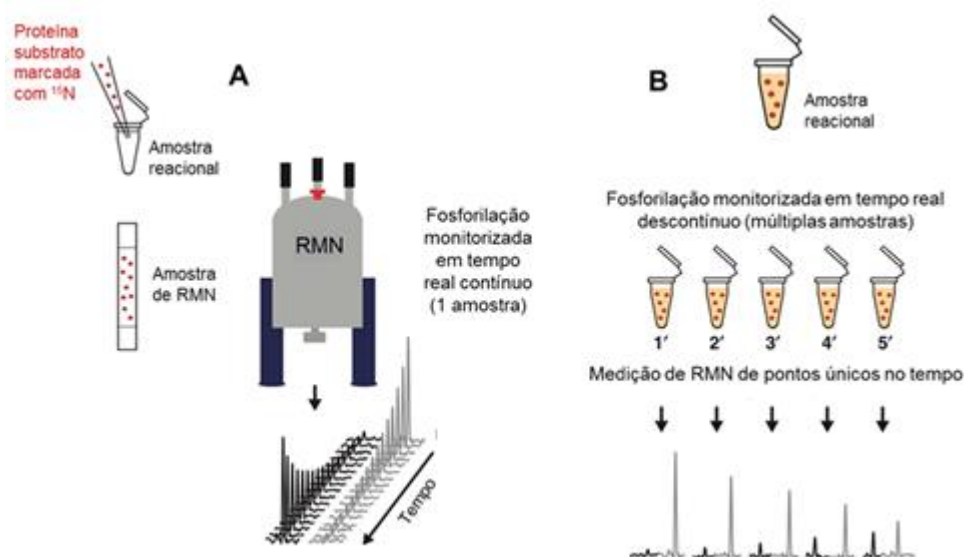 Proteína
substrato
marcada
com ¹⁵N
A
Amostra
reacional
Amostra
de RMN
RMN
Fosforilação
monitorizada
em tempo
real contínuo
(1 amostra)
Tempo
B
Amostra
reacional
Fosforilação monitorizada em tempo real
descontínuo (múltiplas amostras)
1′ 2′ 3′ 4′ 5′
Medição de RMN de pontos únicos no tempo